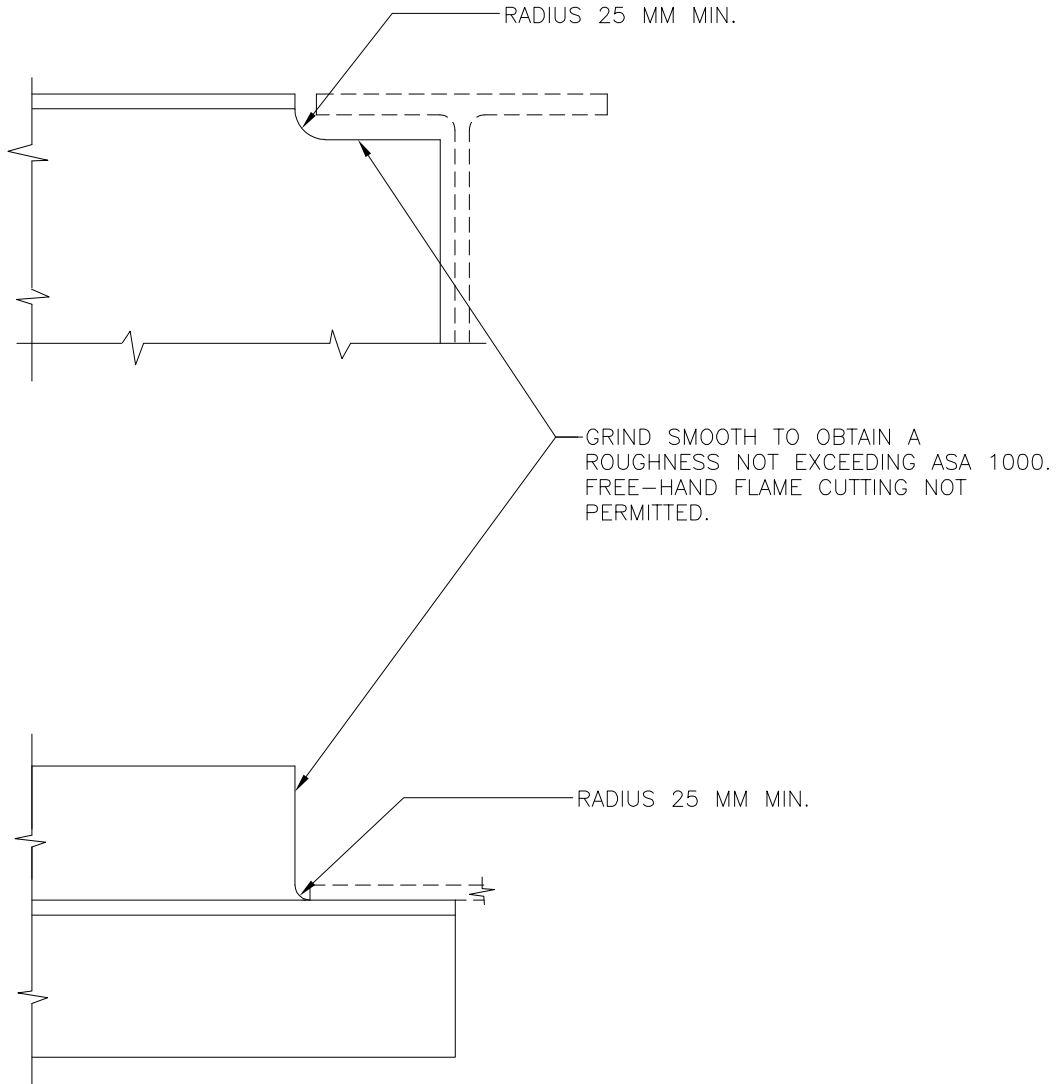 RADIUS 25 MM MIN.
GRIND SMOOTH TO OBTAIN A
ROUGHNESS NOT EXCEEDING ASA 1000.
FREE-HAND FLAME CUTTING NOT
PERMITTED.
RADIUS 25 MM MIN.